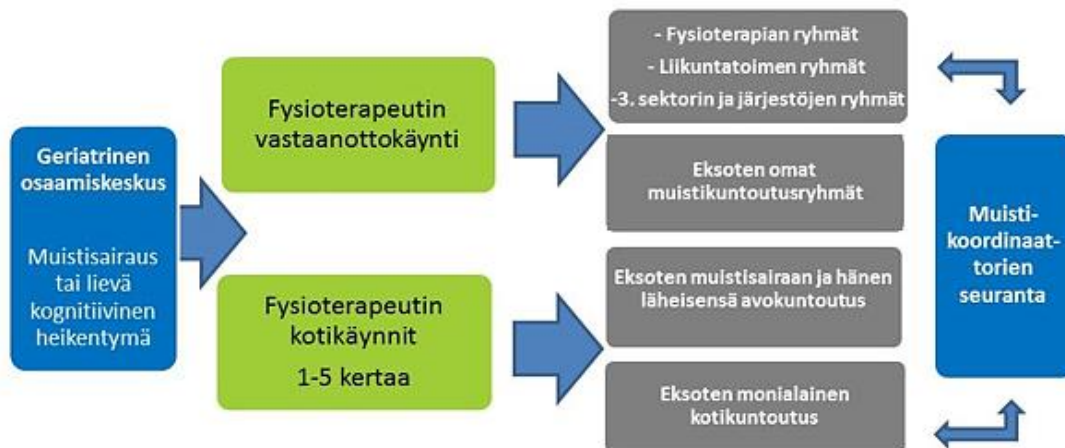 Geriatrinen
osaamiskeskus
Muistisairaus
tai lievä
kognitiivinen
heikentymä
Fysioterapeutin
vastaanottokäynti
Fysioterapeutin
kotikäynnit
1-5 kertaa
- Fysioterapian ryhmät
- Liikuntatoimen ryhmät
-3. sektorin ja järjestöjen ryhmät
Eksoten omat
muistikuntoutusryhmät
Eksoten muistisairaan ja hänen
läheisensä avokuntoutus
Eksoten monialainen
kotikuntoutus
Muisti-
koordinaat-
torien
seuranta